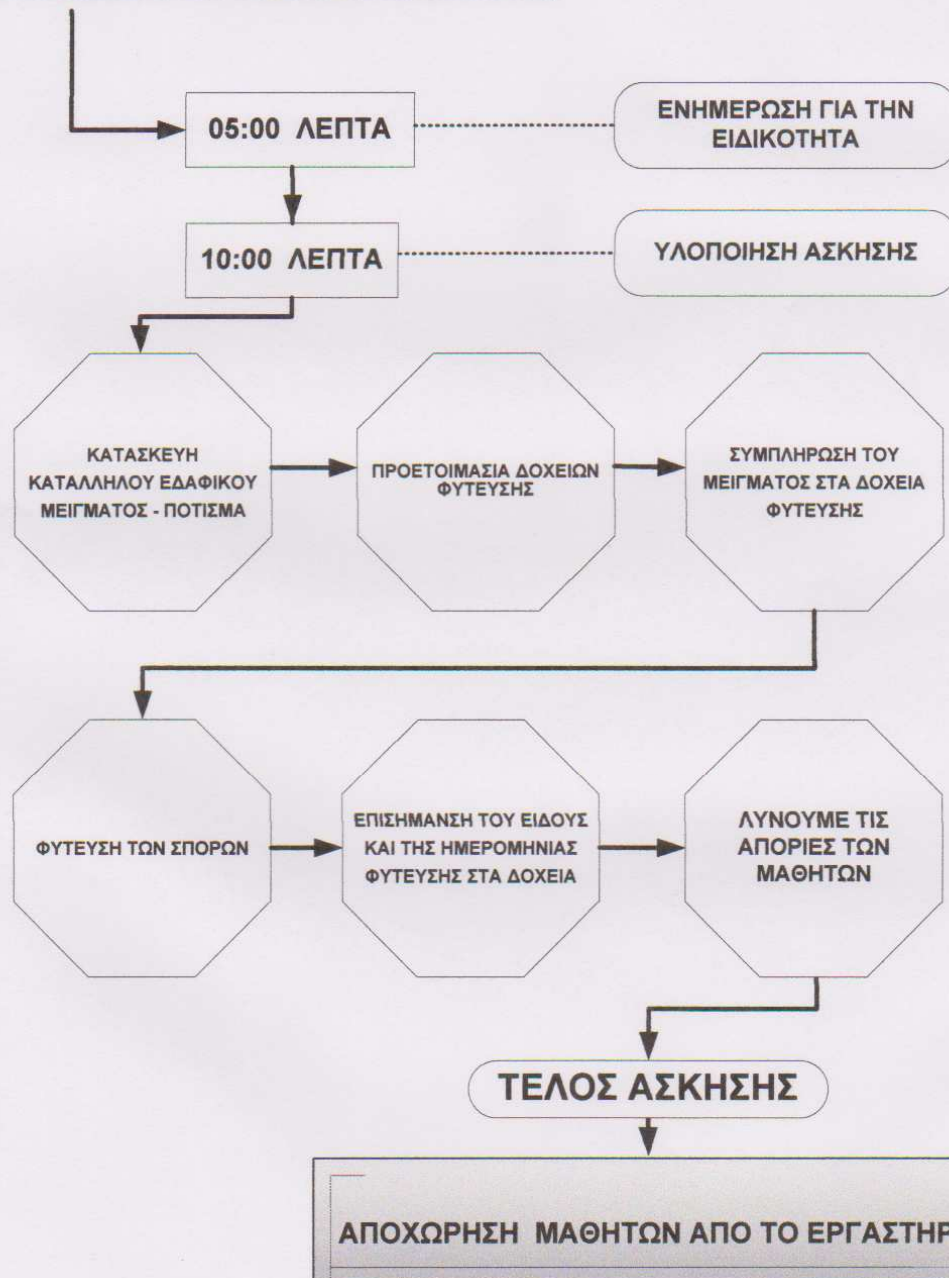 05:00 ΛΕΠΤΑ
ΕΝΗΜΕΡΩΣΗ ΓΙΑ ΤΗΝ
ΕΙΔΙΚΟΤΗΤΑ
10:00 ΛΕΠΤΑ
ΥΛΟΠΟΙΗΣΗ ΑΣΚΗΣΗΣ
ΚΑΤΑΣΚΕΥΗ
ΚΑΤΑΛΛΗΛΟΥ ΕΔΑΦΙΚΟΥ
ΜΕΙΓΜΑΤΟΣ - ΠΟΤΙΣΜΑ
ΠΡΟΕΤΟΙΜΑΣΙΑ ΔΟΧΕΙΩΝ
ΦΥΤΕΥΣΗΣ
ΣΥΜΠΛΗΡΩΣΗ ΤΟΥ
ΜΕΙΓΜΑΤΟΣ ΣΤΑ ΔΟΧΕΙΑ
ΦΥΤΕΥΣΗΣ
ΦΥΤΕΥΣΗ ΤΩΝ ΣΠΟΡΩΝ
ΕΠΙΣΗΜΑΝΣΗ ΤΟΥ ΕΙΔΟΥΣ
ΚΑΙ ΤΗΣ ΗΜΕΡΟΜΗΝΙΑΣ
ΦΥΤΕΥΣΗΣ ΣΤΑ ΔΟΧΕΙΑ
ΛΥΝΟΥΜΕ ΤΙΣ
ΑΠΟΡΙΕΣ ΤΩΝ
ΜΑΘΗΤΩΝ
ΤΕΛΟΣ ΑΣΚΗΣΗΣ
ΑΠΟΧΩΡΗΣΗ ΜΑΘΗΤΩΝ ΑΠΟ ΤΟ ΕΡΓΑΣΤΗΡ